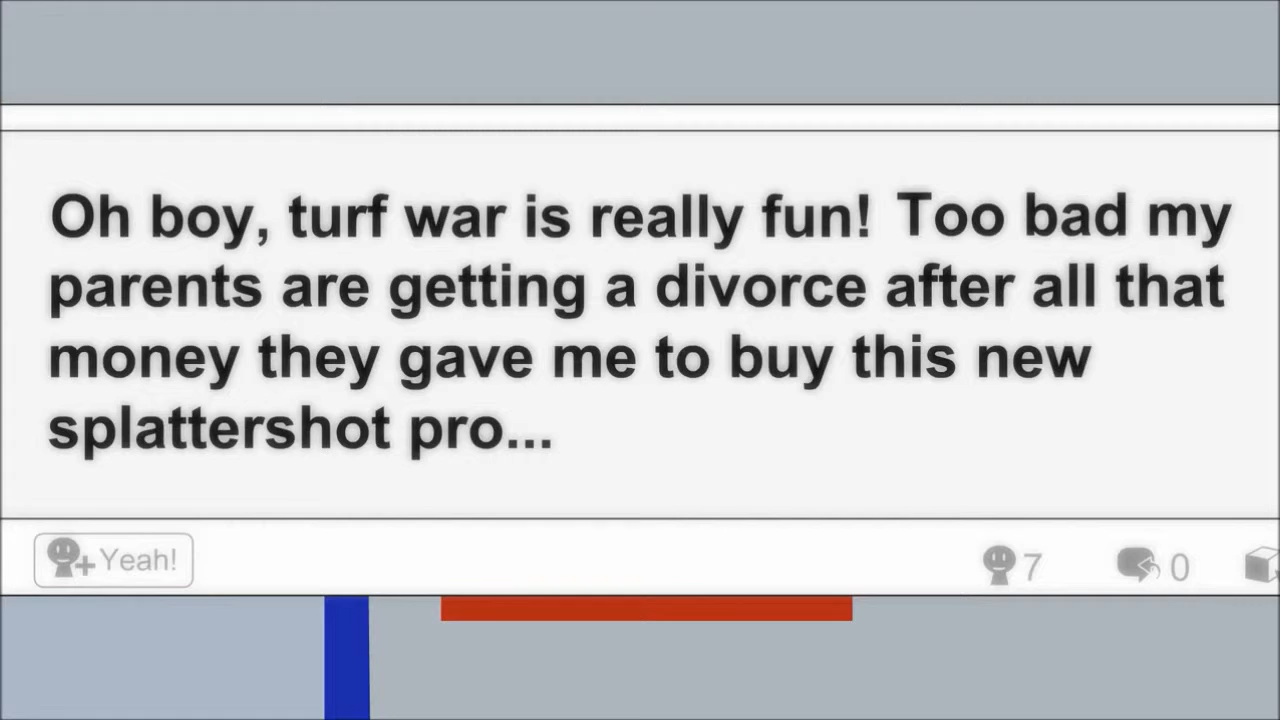 Oh boy, turf war is really fun! Too bad my
parents are getting a divorce after all that
money they gave me to buy this new
splattershot pro...
Yeah! 7 0